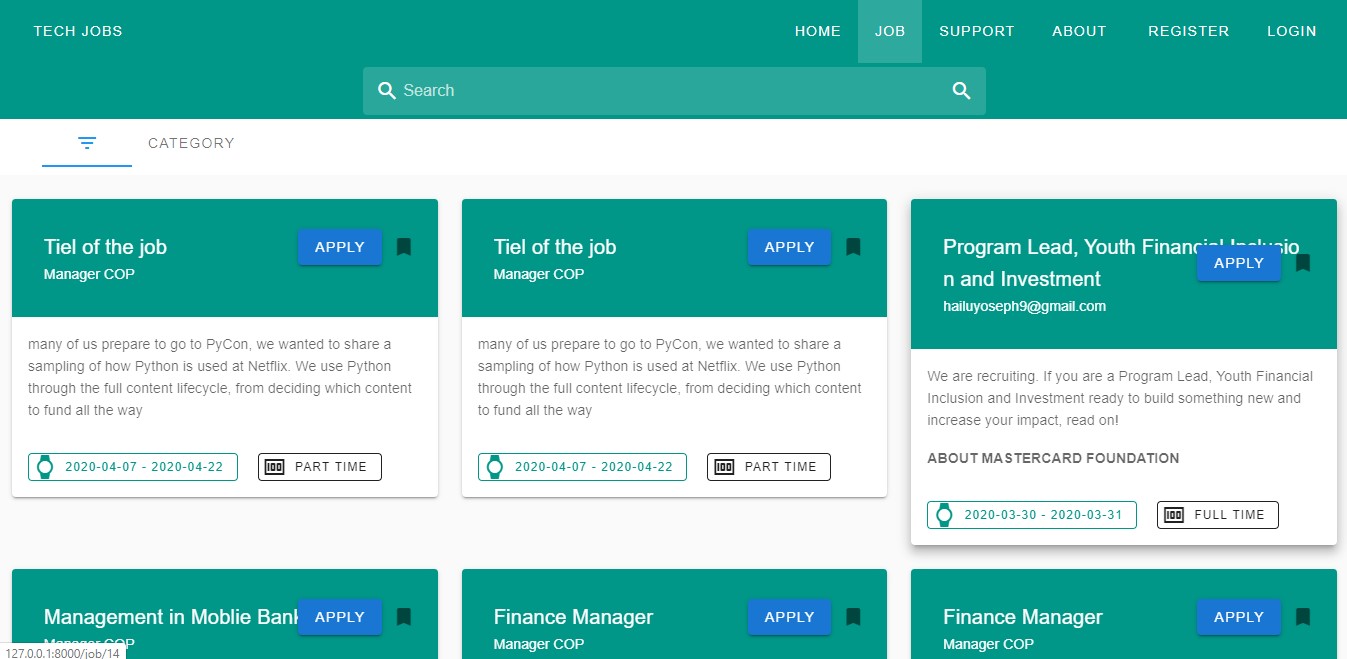 TECH JOBS
HOME JOB SUPPORT ABOUT REGISTER LOGIN
Search
CATEGORY
Tiel of the job APPLY
Manager COP
many of us prepare to go to PyCon, we wanted to share a
sampling of how Python is used at Netflix. We use Python
through the full content lifecycle, from deciding which content
to fund all the way
2020-04-07 - 2020-04-22 PART TIME
Tiel of the job APPLY
Manager COP
many of us prepare to go to PyCon, we wanted to share a
sampling of how Python is used at Netflix. We use Python
through the full content lifecycle, from deciding which content
to fund all the way
2020-04-07 - 2020-04-22 PART TIME
Program Lead, Youth Financial Inclusio
n and Investment APPLY
hailuyoseph9@gmail.com
We are recruiting. If you are a Program Lead, Youth Financial
Inclusion and Investment ready to build something new and
increase your impact, read on!
ABOUT MASTERCARD FOUNDATION
2020-03-30 - 2020-03-31 FULL TIME
Management in Moblie Bank APPLY
Manager COP
Finance Manager APPLY
Manager COP
Finance Manager APPLY
Manager COP
127.0.0.1:8000/job/14